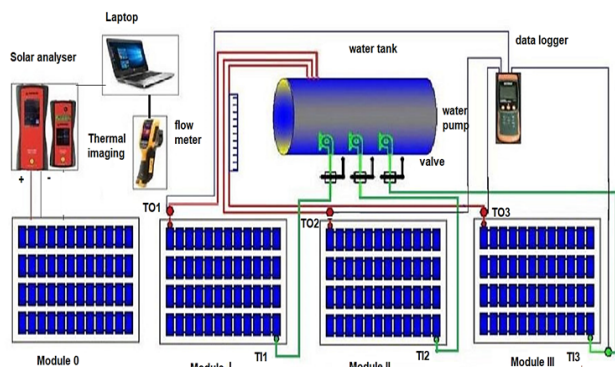 Laptop
Solar analyser
water tank
data logger
Thermal imaging
flow meter
water pump
valve
+ -
TO1
TO2
TO3
TI1
TI2
TI3
Module 0
Module I
Module II
Module III